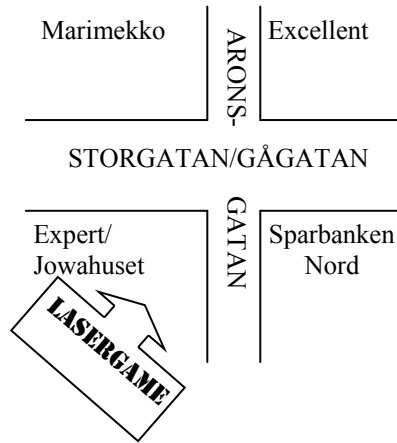 Marimekko
Excellent
ARONS-
STORGATAN/GÅGATAN
GATAN
Expert/
Jowahuset
Sparbanken
Nord
LASERGAME